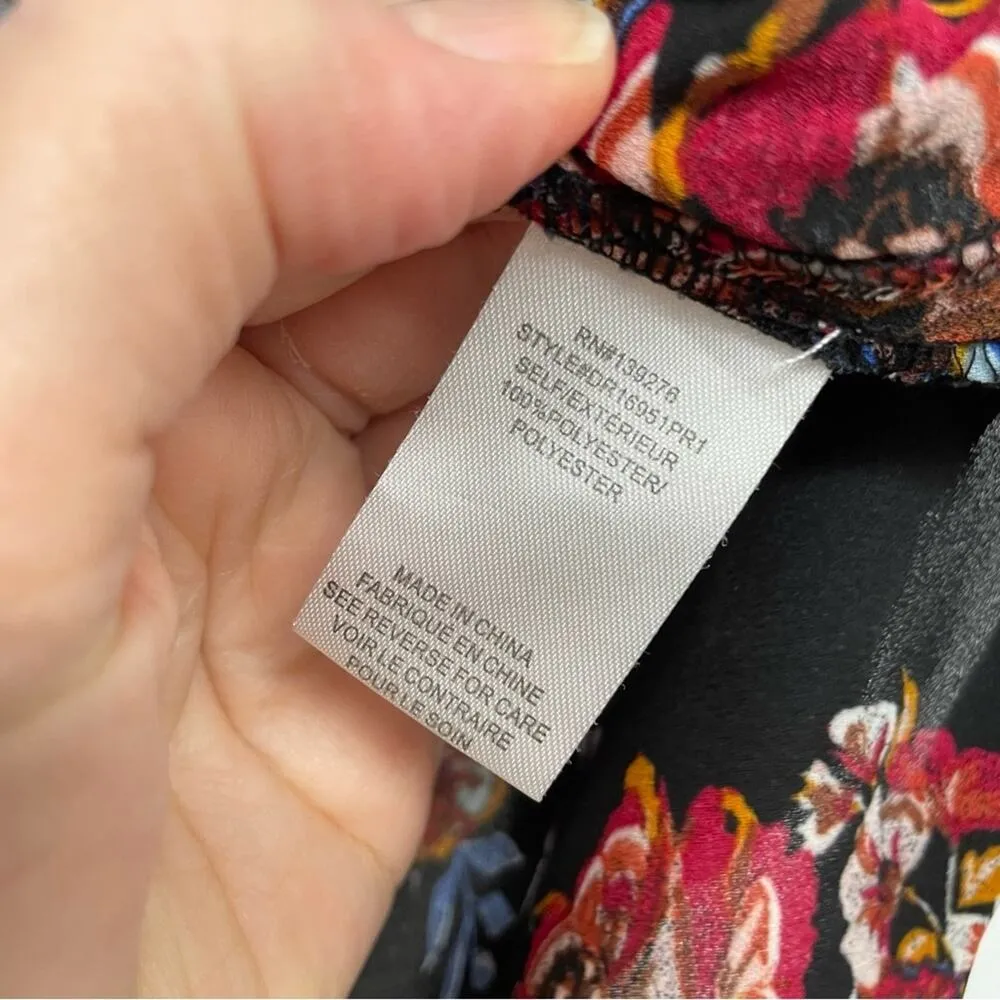 RN#139276
STYLE#DR16951PR1
SELF/EXTÉRIEUR
100%POLYESTER/
POLYESTER
MADE IN CHINA
FABRIQUE EN CHINE
SEE REVERSE FOR CARE
VOIR LE CONTRAIRE
POUR LE SOIN